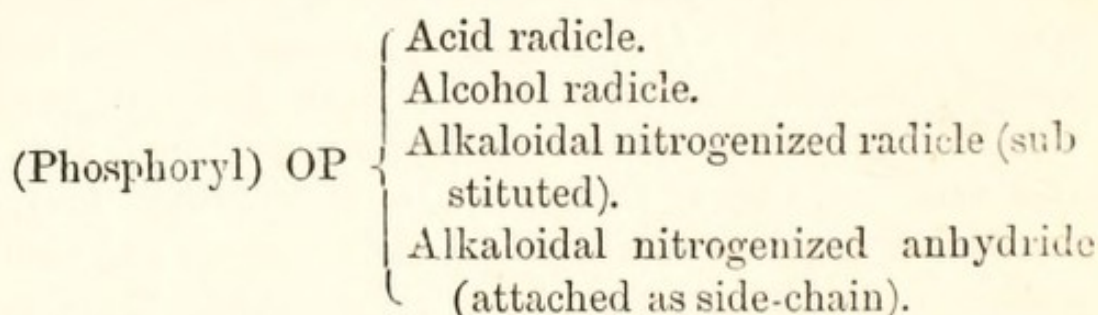 Acid radicle.
Alcohol radicle.
(Phosphoryl) OP
Alkaloidal nitrogenized radicle (sub
stituted).
Alkaloidal nitrogenized anhydride
(attached as side-chain).